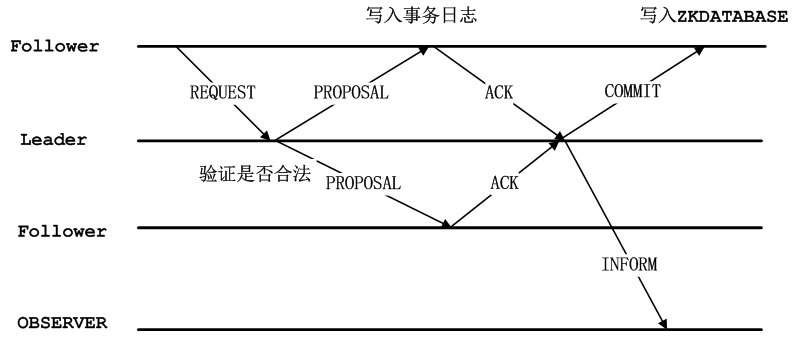 写入事务日志
写入ZKDATABASE
Follower
REQUEST
PROPOSAL
ACK
COMMIT
Leader
验证是否合法
PROPOSAL
ACK
Follower
INFORM
OBSERVER